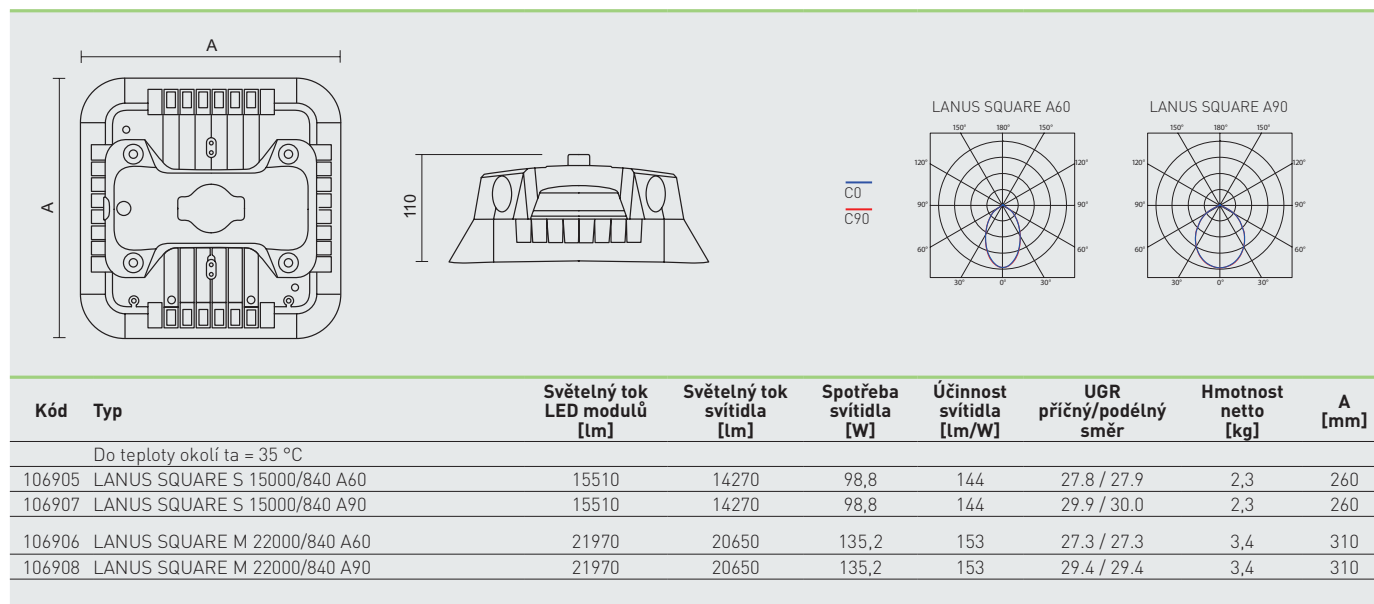 A
A
110
C0
C90
LANUS SQUARE A60
150° 180° 150°
120° 120°
90° 90°
60° 60°
30° 0° 30°
LANUS SQUARE A90
150° 180° 150°
120° 120°
90° 90°
60° 60°
30° 0° 30°
Kód Typ Světelný tok LED modulů [lm] Světelný tok svítidla [lm] Spotřeba svítidla [W] Účinnost svítidla [lm/W] UGR příčný/podélný směr Hmotnost netto [kg] A [mm]
Do teploty okolí ta = 35 °C
106905 LANUS SQUARE S 15000/840 A60 15510 14270 98,8 144 27.8 / 27.9 2,3 260
106907 LANUS SQUARE S 15000/840 A90 15510 14270 98,8 144 29.9 / 30.0 2,3 260
106906 LANUS SQUARE M 22000/840 A60 21970 20650 135,2 153 27.3 / 27.3 3,4 310
106908 LANUS SQUARE M 22000/840 A90 21970 20650 135,2 153 29.4 / 29.4 3,4 310